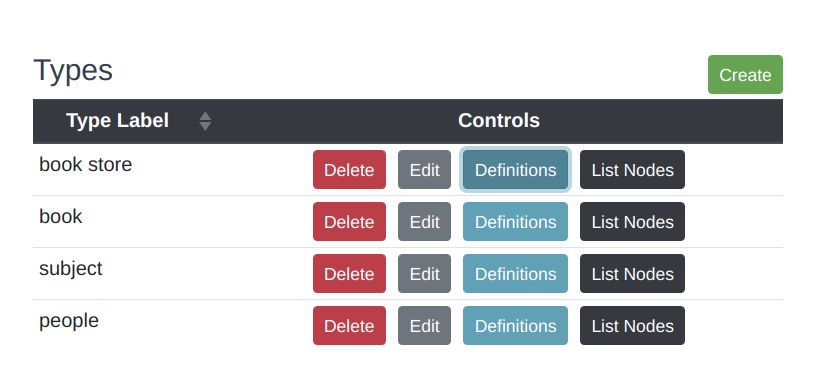 Types Create
Type Label Controls
book store Delete Edit Definitions List Nodes
book Delete Edit Definitions List Nodes
subject Delete Edit Definitions List Nodes
people Delete Edit Definitions List Nodes